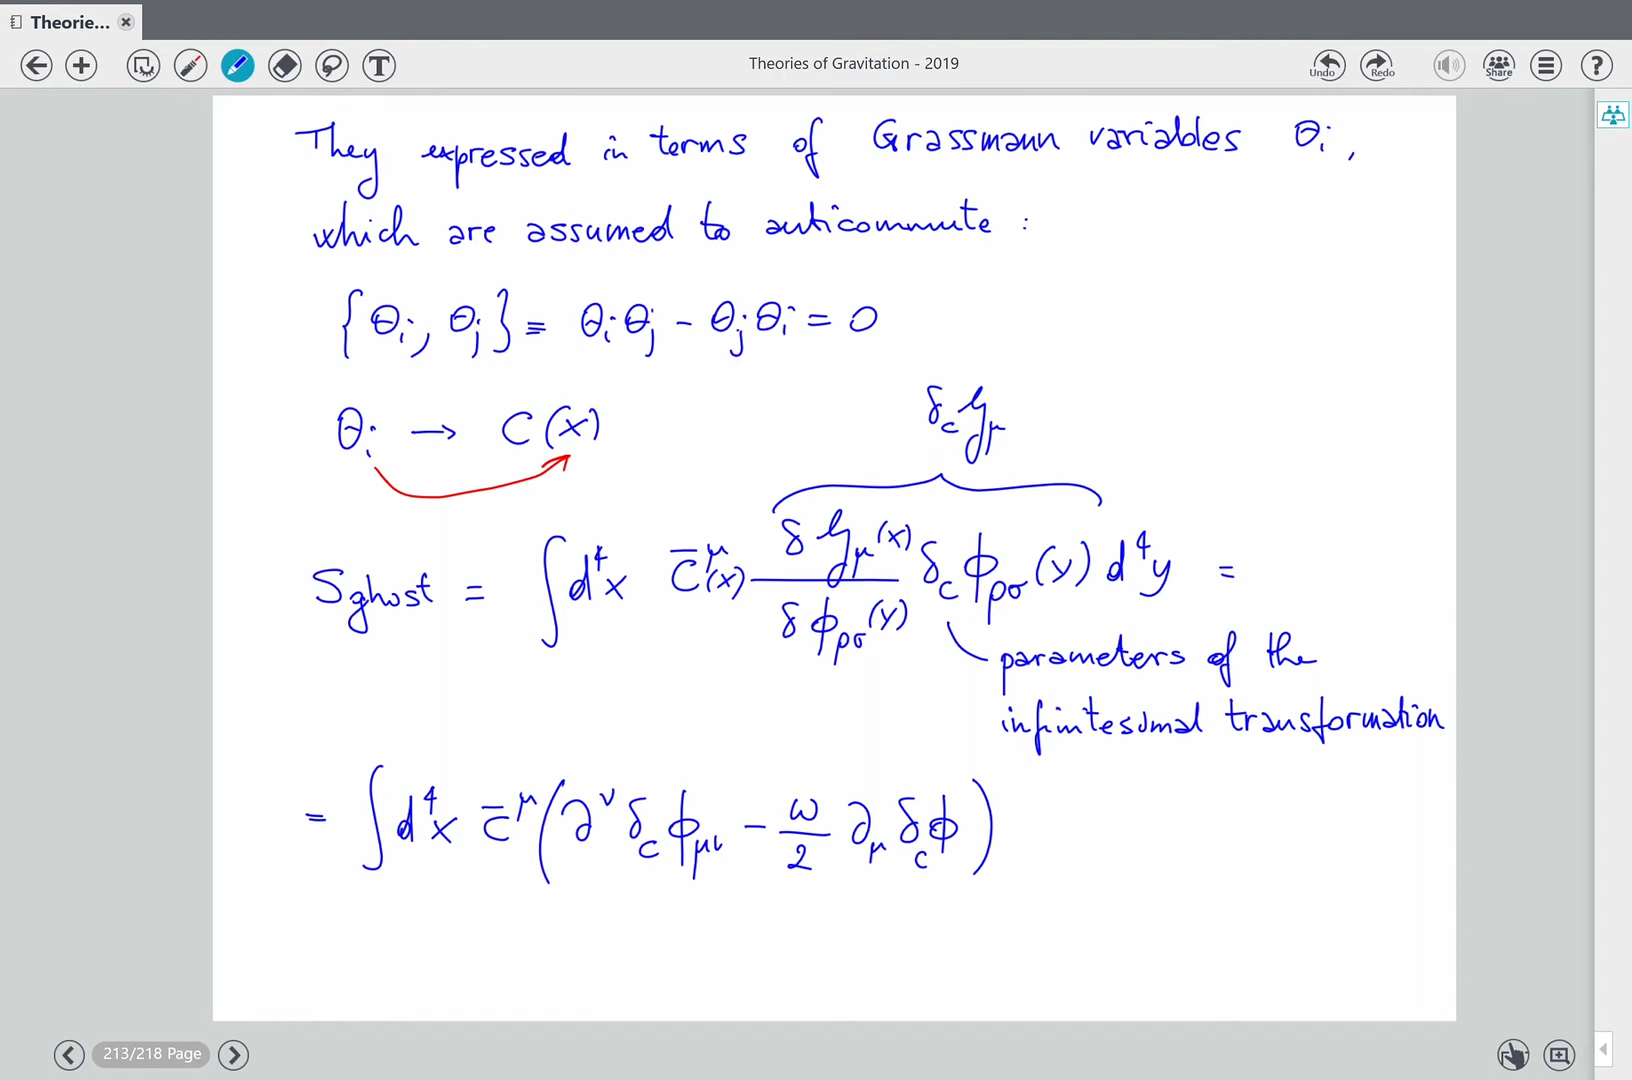 Theorie...
Theories of Gravitation - 2019
Undo Redo Share
They expressed in terms of Grassmann variables θᵢ,
which are assumed to anticommute :
{θᵢ, θⱼ} ≡ θᵢθⱼ - θⱼθᵢ = 0
θᵢ → C(x)
δ_c 𝒢_μ
S_ghost = ∫ d⁴x C̄^μ(x) δ𝒢_μ(x) / δϕ_ρσ(y) δ_c ϕ_ρσ(y) d⁴y =
parameters of the
infinitesimal transformation
= ∫ d⁴x C̄^μ (∂^ν δ_c ϕ_μν - ω/2 ∂_μ δ_c ϕ)
213/218 Page